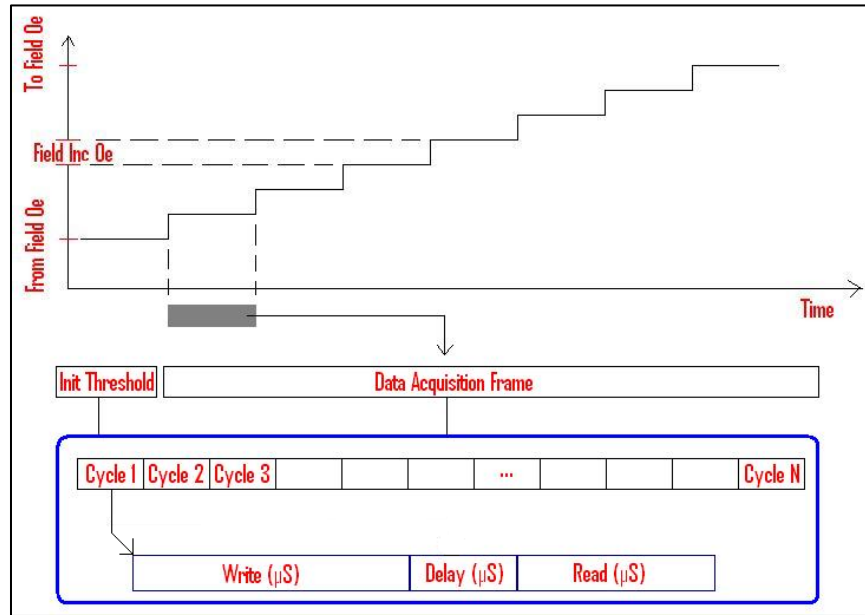 To Field Oe
Field Inc Oe
From Field Oe
Time
Init Threshold
Data Acquisition Frame
Cycle 1
Cycle 2
Cycle 3
...
Cycle N
Write (µS)
Delay (µS)
Read (µS)